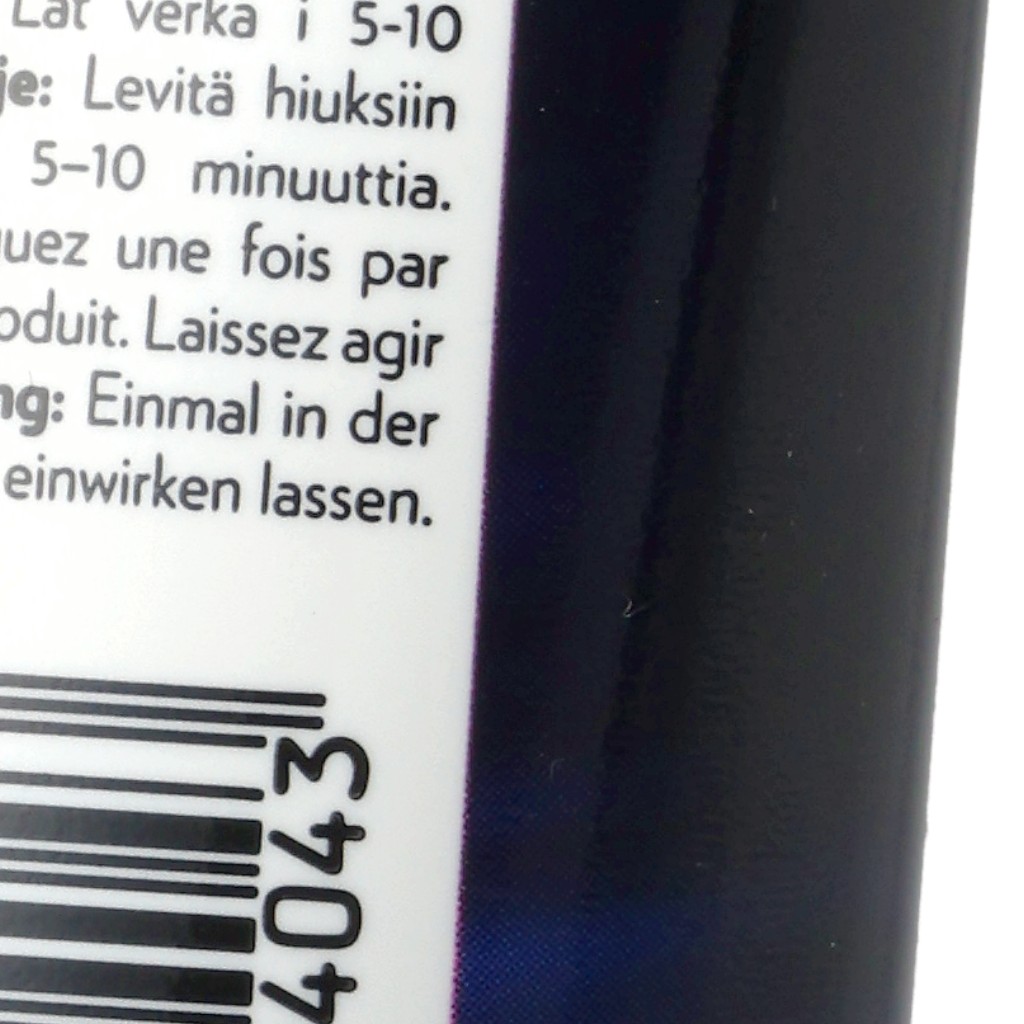 Låt verka i 5-10
je: Levitä hiuksiin
5-10 minuuttia.
uez une fois par
oduit. Laissez agir
ng: Einmal in der
einwirken lassen.
4043